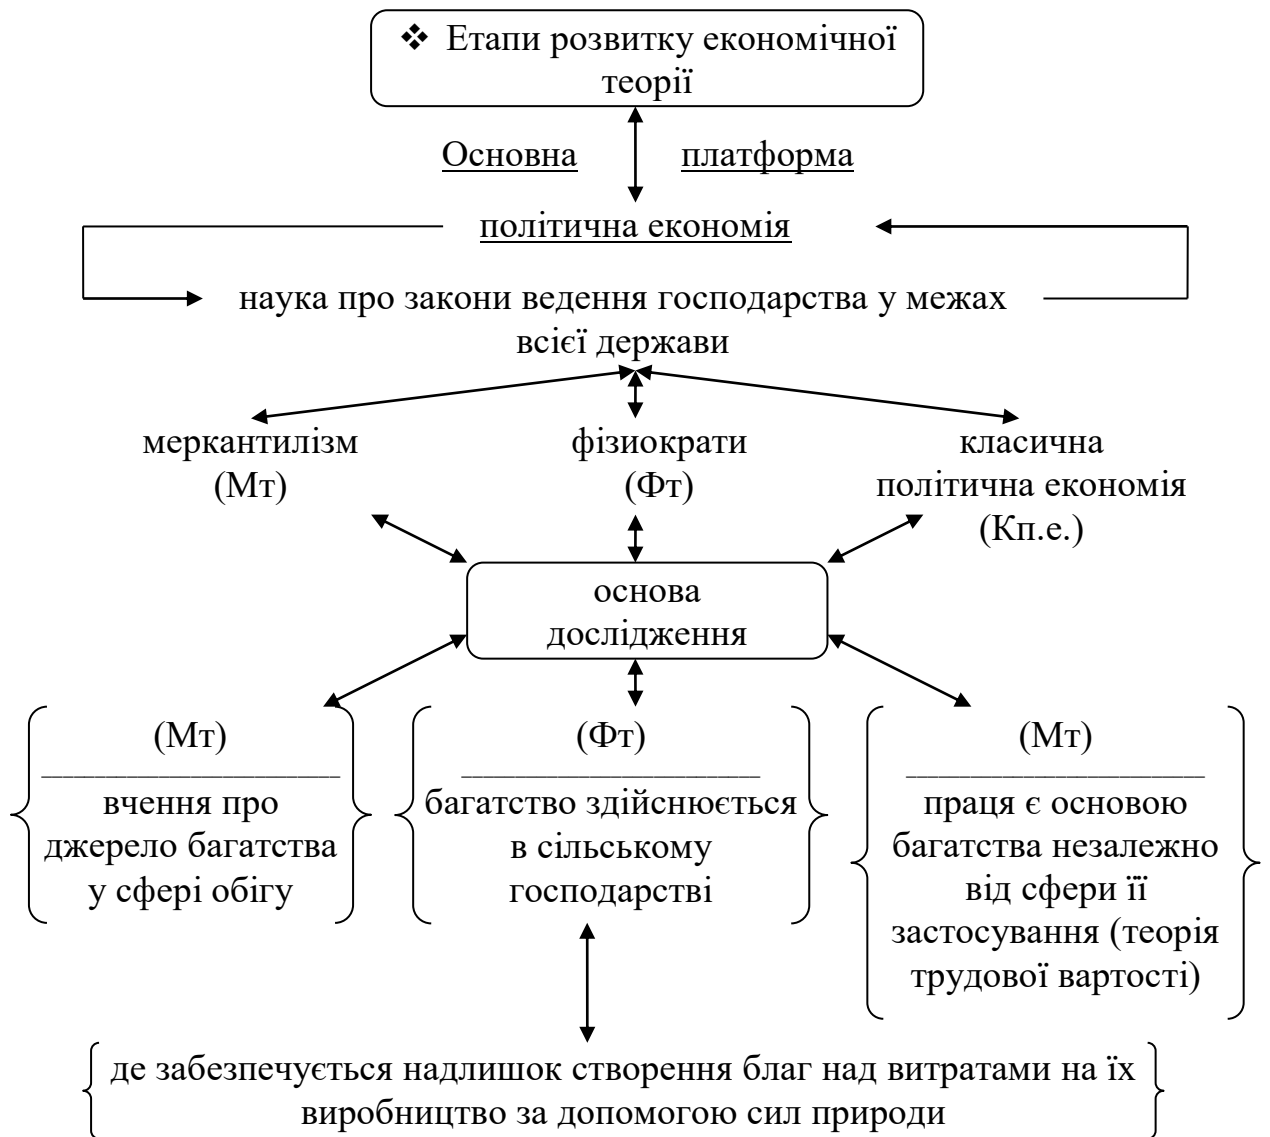 ❖ Етапи розвитку економічної
теорії
Основна платформа
політична економія
наука про закони ведення господарства у межах
всієї держави
меркантилізм
(Мт)
фізиократи
(Фт)
класична
політична економія
(Кп.е.)
основа
дослідження
(Мт)
вчення про
джерело багатства
у сфері обігу
(Фт)
багатство здійснюється
в сільському
господарстві
(Мт)
праця є основою
багатства незалежно
від сфери її
застосування (теорія
трудової вартості)
де забезпечується надлишок створення благ над витратами на їх
виробництво за допомогою сил природи